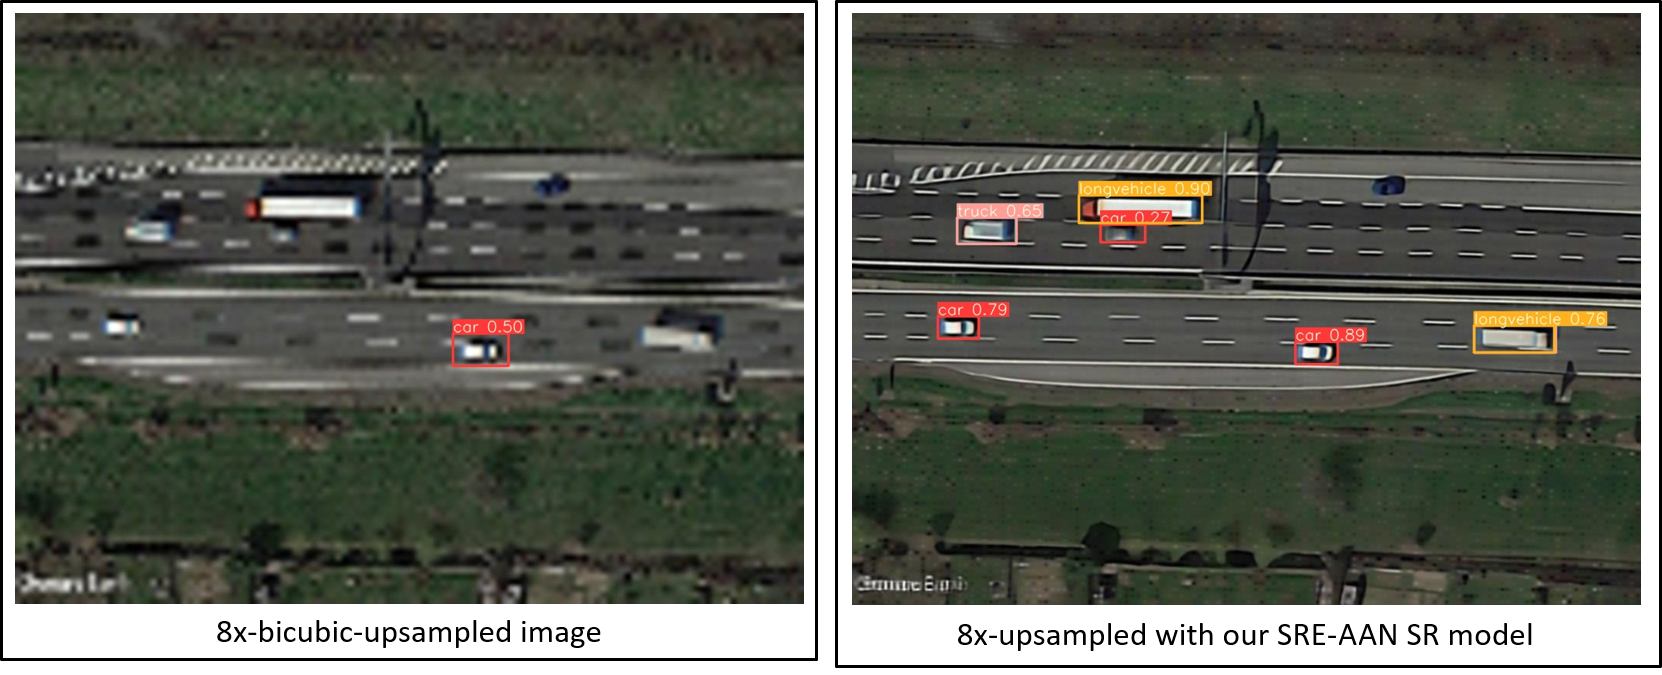 car 0.50
8x-bicubic-upsampled image
longvehicle 0.90
truck 0.65
car 0.27
car 0.79
longvehicle 0.76
car 0.89
8x-upsampled with our SRE-AAN SR model